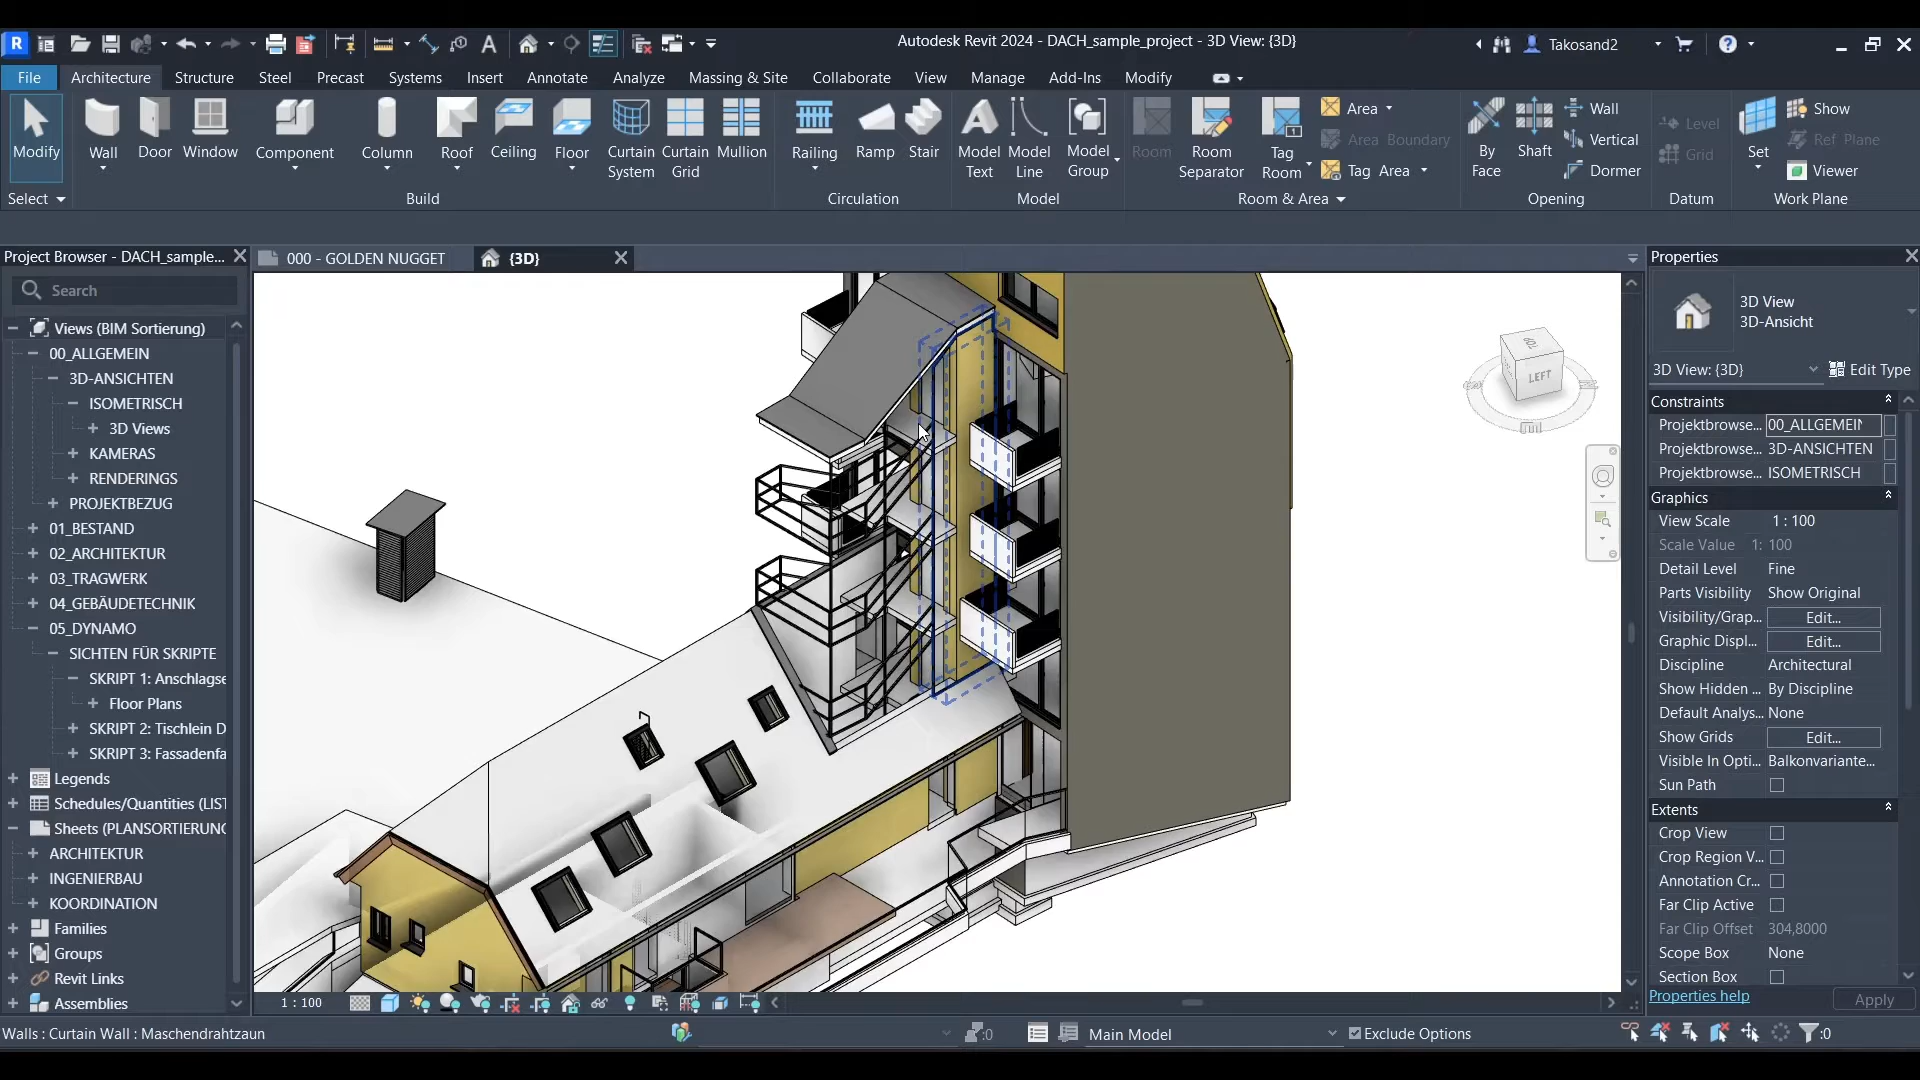 R
A
Autodesk Revit 2024 - DACH_sample_project - 3D View: {3D}
Takosand2
?
File
Architecture
Structure
Steel
Precast
Systems
Insert
Annotate
Analyze
Massing & Site
Collaborate
View
Manage
Add-Ins
Modify
Modify
Wall
Door
Window
Component
Column
Roof
Ceiling
Floor
Curtain
System
Curtain
Grid
Mullion
Railing
Ramp
Stair
Model
Text
Model
Line
Model
Group
Room
Room
Separator
Tag
Room
Area
Area Boundary
Tag Area
By
Face
Shaft
Wall
Vertical
Dormer
Level
Grid
Set
Show
Ref Plane
Viewer
Select
Build
Circulation
Model
Room & Area
Opening
Datum
Work Plane
Project Browser - DACH_sample...
Search
Views (BIM Sortierung)
00_ALLGEMEIN
3D-ANSICHTEN
ISOMETRISCH
3D Views
KAMERAS
RENDERINGS
PROJEKTBEZUG
01_BESTAND
02_ARCHITEKTUR
03_TRAGWERK
04_GEBÄUDETECHNIK
05_DYNAMO
SICHTEN FÜR SKRIPTE
SKRIPT 1: Anschlagse
Floor Plans
SKRIPT 2: Tischlein D
SKRIPT 3: Fassadenfa
Legends
Schedules/Quantities (LIST
Sheets (PLANSORTIERUNG
ARCHITEKTUR
INGENIERBAU
KOORDINATION
Families
Groups
Revit Links
Assemblies
000 - GOLDEN NUGGET
{3D}
TOP
LEFT
1 : 100
Properties
3D View
3D-Ansicht
3D View: {3D}
Edit Type
Constraints
Projektbrowse... 00_ALLGEMEIN
Projektbrowse... 3D-ANSICHTEN
Projektbrowse... ISOMETRISCH
Graphics
View Scale 1 : 100
Scale Value 1: 100
Detail Level Fine
Parts Visibility Show Original
Visibility/Grap... Edit...
Graphic Displ... Edit...
Discipline Architectural
Show Hidden ... By Discipline
Default Analys... None
Show Grids Edit...
Visible In Opti... Balkonvariante...
Sun Path
Extents
Crop View
Crop Region V...
Annotation Cr...
Far Clip Active
Far Clip Offset 304,8000
Scope Box None
Section Box
Properties help
Apply
Walls : Curtain Wall : Maschendrahtzaun
:0
Main Model
Exclude Options
:0